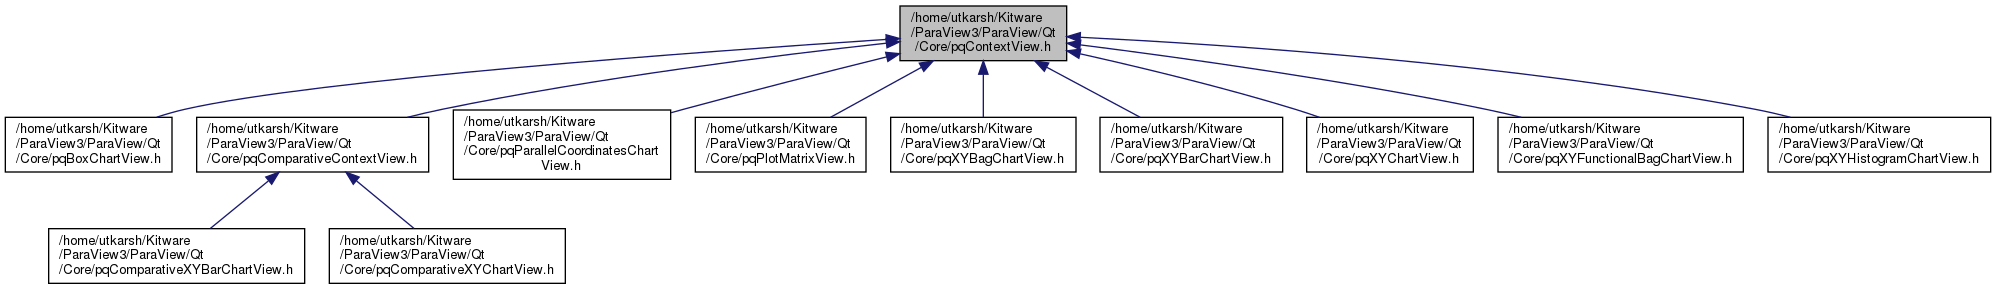 /home/utkarsh/Kitware
/ParaView3/ParaView/Qt
/Core/pqContextView.h
/home/utkarsh/Kitware
/ParaView3/ParaView/Qt
/Core/pqBoxChartView.h
/home/utkarsh/Kitware
/ParaView3/ParaView/Qt
/Core/pqComparativeContextView.h
/home/utkarsh/Kitware
/ParaView3/ParaView/Qt
/Core/pqParallelCoordinatesChart
View.h
/home/utkarsh/Kitware
/ParaView3/ParaView/Qt
/Core/pqPlotMatrixView.h
/home/utkarsh/Kitware
/ParaView3/ParaView/Qt
/Core/pqXYBagChartView.h
/home/utkarsh/Kitware
/ParaView3/ParaView/Qt
/Core/pqXYBarChartView.h
/home/utkarsh/Kitware
/ParaView3/ParaView/Qt
/Core/pqXYChartView.h
/home/utkarsh/Kitware
/ParaView3/ParaView/Qt
/Core/pqXYFunctionalBagChartView.h
/home/utkarsh/Kitware
/ParaView3/ParaView/Qt
/Core/pqXYHistogramChartView.h
/home/utkarsh/Kitware
/ParaView3/ParaView/Qt
/Core/pqComparativeXYBarChartView.h
/home/utkarsh/Kitware
/ParaView3/ParaView/Qt
/Core/pqComparativeXYChartView.h